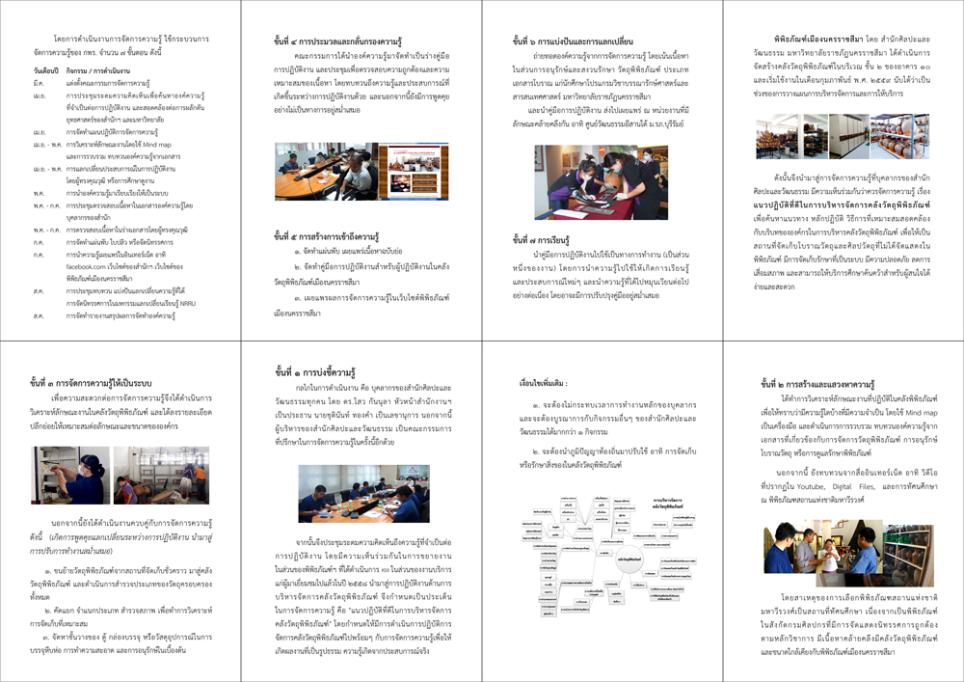 โดยการดำเนินงานการจัดการความรู้ ใช้กระบวนการ
จัดการความรู้ของ กพร. จำนวน ๗ ขั้นตอน ดังนี้
วันเดือนปี กิจกรรม / การดำเนินงาน
มี.ค. แต่งตั้งคณะกรรมการจัดการความรู้
เม.ย. การประชุมระดมความคิดเห็นเพื่อค้นหาองค์ความรู้
ที่จำเป็นต่อการปฏิบัติงาน และสอดคล้องต่อการผลักดัน
ยุทธศาสตร์ของสำนักฯ และมหาวิทยาลัย
เม.ย. การจัดทำแผนปฏิบัติการจัดการความรู้
เม.ย. - พ.ค. การวิเคราะห์ลักษณะงานโดยใช้ Mind map
และการรวบรวม ทบทวนองค์ความรู้จากเอกสาร
เม.ย. - พ.ค. การแลกเปลี่ยนประสบการณ์ในการปฏิบัติงาน
โดยผู้ทรงคุณวุฒิ หรือการศึกษาดูงาน
พ.ค. การนำองค์ความรู้มาเรียบเรียงให้เป็นระบบ
พ.ค. - ก.ค. การประชุมตรวจสอบเนื้อหาในเอกสารองค์ความรู้โดย
บุคลากรของสำนัก
พ.ค. - ก.ค. การตรวจสอบเนื้อหาในร่างเอกสารโดยผู้ทรงคุณวุฒิ
ก.ค. การจัดทำแผ่นพับ ใบปลิว หรือจัดนิทรรศการ
ก.ค. การนำความรู้เผยแพร่ในอินเทอร์เน็ต อาทิ
facebook.com เว็บไซต์ของสำนักฯ เว็บไซต์ของ
พิพิธภัณฑ์เมืองนครราชสีมา
ส.ค. การประชุมทบทวน แบ่งปันแลกเปลี่ยนความรู้ที่ได้
การจัดนิทรรศการในมหกรรมแลกเปลี่ยนเรียนรู้ NRRU
ส.ค. การจัดทำรายงานสรุปผลการจัดทำองค์ความรู้
ขั้นที่ ๔ การประมวลและกลั่นกรองความรู้
คณะกรรมการได้นำองค์ความรู้มาจัดทำเป็นร่างคู่มือ
การปฏิบัติงาน และประชุมเพื่อตรวจสอบความถูกต้องและความ
เหมาะสมของเนื้อหา โดยทบทวนถึงความรู้และประสบการณ์ที่
เกิดขึ้นระหว่างการปฏิบัติงานด้วย และนอกจากนี้ยังมีการพูดคุย
อย่างไม่เป็นทางการอยู่สม่ำเสมอ
ขั้นที่ ๕ การสร้างการเข้าถึงความรู้
๑. จัดทำแผ่นพับ เผยแพร่เนื้อหาฉบับย่อ
๒. จัดทำคู่มือการปฏิบัติงานสำหรับผู้ปฏิบัติงานในคลัง
วัตถุพิพิธภัณฑ์เมืองนครราชสีมา
๓. เผยแพรผลการจัดการความรู้ในเว็บไซต์พิพิธภัณฑ์
เมืองนครราชสีมา
ขั้นที่ ๖ การแบ่งปันและการแลกเปลี่ยน
ถ่ายทอดองค์ความรู้จากการจัดการความรู้ โดยเน้นเนื้อหา
ในส่วนการอนุรักษ์และสงวนรักษา วัตถุพิพิธภัณฑ์ ประเภท
เอกสารโบราณ แก่นักศึกษาโปรแกรมวิชาบรรณารักษ์ศาสตร์และ
สารสนเทศศาสตร์ มหาวิทยาลัยราชภัฏนครราชสีมา
และนำคู่มือการปฏิบัติงาน ส่งไปเผยแพร่ ณ หน่วยงานที่มี
ลักษณะคล้ายคลึงกัน อาทิ ศูนย์วัฒนธรรมอีสานใต้ ม.รภ.บุรีรัมย์
ขั้นที่ ๗ การเรียนรู้
นำคู่มือการปฏิบัติงานไปใช้เป็นทางการทำงาน (เป็นส่วน
หนึ่งของงาน) โดยการนำความรู้ไปใช้ให้เกิดการเรียนรู้
และประสบการณ์ใหม่ๆ และนำความรู้ที่ได้ไปหมุนเวียนต่อไป
อย่างต่อเนื่อง โดยอาจจะมีการปรับปรุงคู่มืออยู่สม่ำเสมอ
พิพิธภัณฑ์เมืองนครราชสีมา โดย สำนักศิลปะและ
วัฒนธรรม มหาวิทยาลัยราชภัฏนครราชสีมา ได้ดำเนินการ
จัดสร้างคลังวัตถุพิพิธภัณฑ์ในบริเวณ ชั้น ๒ ของอาคาร ๑๐
และเริ่มใช้งานในเดือนกุมภาพันธ์ พ.ศ. ๒๕๕๙ นับได้ว่าเป็น
ช่วงของการวางแผนการบริหารจัดการและการให้บริการ
ดังนั้นจึงนำมาสู่การจัดการความรู้ที่บุคลากรของสำนัก
ศิลปะและวัฒนธรรม มีความเห็นร่วมกันว่าควรจัดการความรู้ เรื่อง
แนวปฏิบัติที่ดีในการบริหารจัดการคลังวัตถุพิพิธภัณฑ์
เพื่อค้นหาแนวทาง หลักปฏิบัติ วิธีการที่เหมาะสมสอดคล้อง
กับบริบทขององค์กรในการบริหารคลังวัตถุพิพิธภัณฑ์ เพื่อให้เป็น
สถานที่จัดเก็บโบราณวัตถุและศิลปวัตถุที่ไม่ได้จัดแสดงใน
พิพิธภัณฑ์ มีการจัดเก็บรักษาที่เป็นระบบ มีความปลอดภัย ลดการ
เสื่อมสภาพ และสามารถให้บริการศึกษาค้นคว้าสำหรับผู้สนใจได้
ง่ายและสะดวก
ขั้นที่ ๓ การจัดการความรู้ให้เป็นระบบ
เพื่อความสะดวกต่อการจัดการความรู้จึงได้ดำเนินการ
วิเคราะห์ลักษณะงานในคลังวัตถุพิพิธภัณฑ์ และได้ลงรายละเอียด
ปลีกย่อยให้เหมาะสมต่อลักษณะและขนาดขององค์กร
นอกจากนี้ยังได้ดำเนินงานควบคู่กับการจัดการความรู้
ดังนี้ (เกิดการพูดคุยแลกเปลี่ยนระหว่างการปฏิบัติงาน นำมาสู่
การปรับการทำงานสม่ำเสมอ)
๑. ขนย้ายวัตถุพิพิธภัณฑ์จากสถานที่จัดเก็บชั่วคราว มาสู่คลัง
วัตถุพิพิธภัณฑ์ และดำเนินการสำรวจประเภทของวัตถุครอบครอง
ทั้งหมด
๒. คัดแยก จำแนกประเภท สำรวจสภาพ เพื่อทำการวิเคราะห์
การจัดเก็บที่เหมาะสม
๓. จัดหาชั้นวางของ ตู้ กล่องบรรจุ หรือวัสดุอุปกรณ์ในการ
บรรจุหีบห่อ การทำความสะอาด และการอนุรักษ์ในเบื้องต้น
ขั้นที่ ๑ การบ่งชี้ความรู้
กลไกในการดำเนินงาน คือ บุคลากรของสำนักศิลปะและ
วัฒนธรรมทุกคน โดย ดร.ไสว กันนุลา หัวหน้าสำนักงานฯ
เป็นประธาน นายชุตินันท์ ทองคำ เป็นเลขานุการ นอกจากนี้
ผู้บริหารของสำนักศิลปะและวัฒนธรรม เป็นคณะกรรมการ
ที่ปรึกษาในการจัดการความรู้ในครั้งนี้อีกด้วย
จากนั้นจึงประชุมระดมความคิดเห็นถึงความรู้ที่จำเป็นต่อ
การปฏิบัติงาน โดยมีความเห็นร่วมกันในการขยายงาน
ในส่วนของพิพิธภัณฑ์ฯ ที่ได้ดำเนินการ KM ในส่วนของงานบริการ
แก่ผู้มาเยี่ยมชมไปแล้วในปี ๒๕๕๘ นำมาสู่การปฏิบัติงานด้านการ
บริหารจัดการคลังวัตถุพิพิธภัณฑ์ จึงกำหนดเป็นประเด็น
ในการจัดการความรู้ คือ "แนวปฏิบัติที่ดีในการบริหารจัดการ
คลังวัตถุพิพิธภัณฑ์" โดยกำหนดให้มีการดำเนินการปฏิบัติการ
จัดการคลังวัตถุพิพิธภัณฑ์ไปพร้อมๆ กับการจัดการความรู้เพื่อให้
เกิดผลงานที่เป็นรูปธรรม ความรู้เกิดจากประสบการณ์จริง
เงื่อนไขเพิ่มเติม :
๑. จะต้องไม่กระทบเวลาการทำงานหลักของบุคลากร
และจะต้องบูรณาการกับกิจกรรมอื่นๆ ของสำนักศิลปะและ
วัฒนธรรมได้มากกว่า ๑ กิจกรรม
๒. จะต้องนำภูมิปัญญาท้องถิ่นมาปรับใช้ อาทิ การจัดเก็บ
หรือรักษาสิ่งของในคลังวัตถุพิพิธภัณฑ์
การบริหารจัดการ
คลังวัตถุพิพิธภัณฑ์
คลังวัตถุพิพิธภัณฑ์
ขั้นที่ ๒ การสร้างและแสวงหาความรู้
ได้ทำการวิเคราะห์ลักษณะงานที่ปฏิบัติในคลังพิพิธภัณฑ์
เพื่อให้ทราบว่ามีความรู้ใดบ้างที่มีความจำเป็น โดยใช้ Mind map
เป็นเครื่องมือ และดำเนินการการรวบรวม ทบทวนองค์ความรู้จาก
เอกสารที่เกี่ยวข้องกับการจัดการวัตถุพิพิธภัณฑ์ การอนุรักษ์
โบราณวัตถุ หรือการดูแลรักษาพิพิธภัณฑ์
นอกจากนี้ ยังทบทวนจากสื่ออินเทอร์เน็ต อาทิ วิดีโอ
ที่ปรากฏใน Youtube, Digital Files, และการทัศนศึกษา
ณ พิพิธภัณฑสถานแห่งชาติมหาวีรวงศ์
โดยสาเหตุของการเลือกพิพิธภัณฑสถานแห่งชาติ
มหาวีรวงศ์เป็นสถานที่ทัศนศึกษา เนื่องจากเป็นพิพิธภัณฑ์
ในสังกัดกรมศิลปกรที่มีการจัดแสดงนิทรรศการถูกต้อง
ตามหลักวิชาการ มีเนื้อหาคล้ายคลึงมีคลังวัตถุพิพิธภัณฑ์
และขนาดใกล้เคียงกับพิพิธภัณฑ์เมืองนครราชสีมา